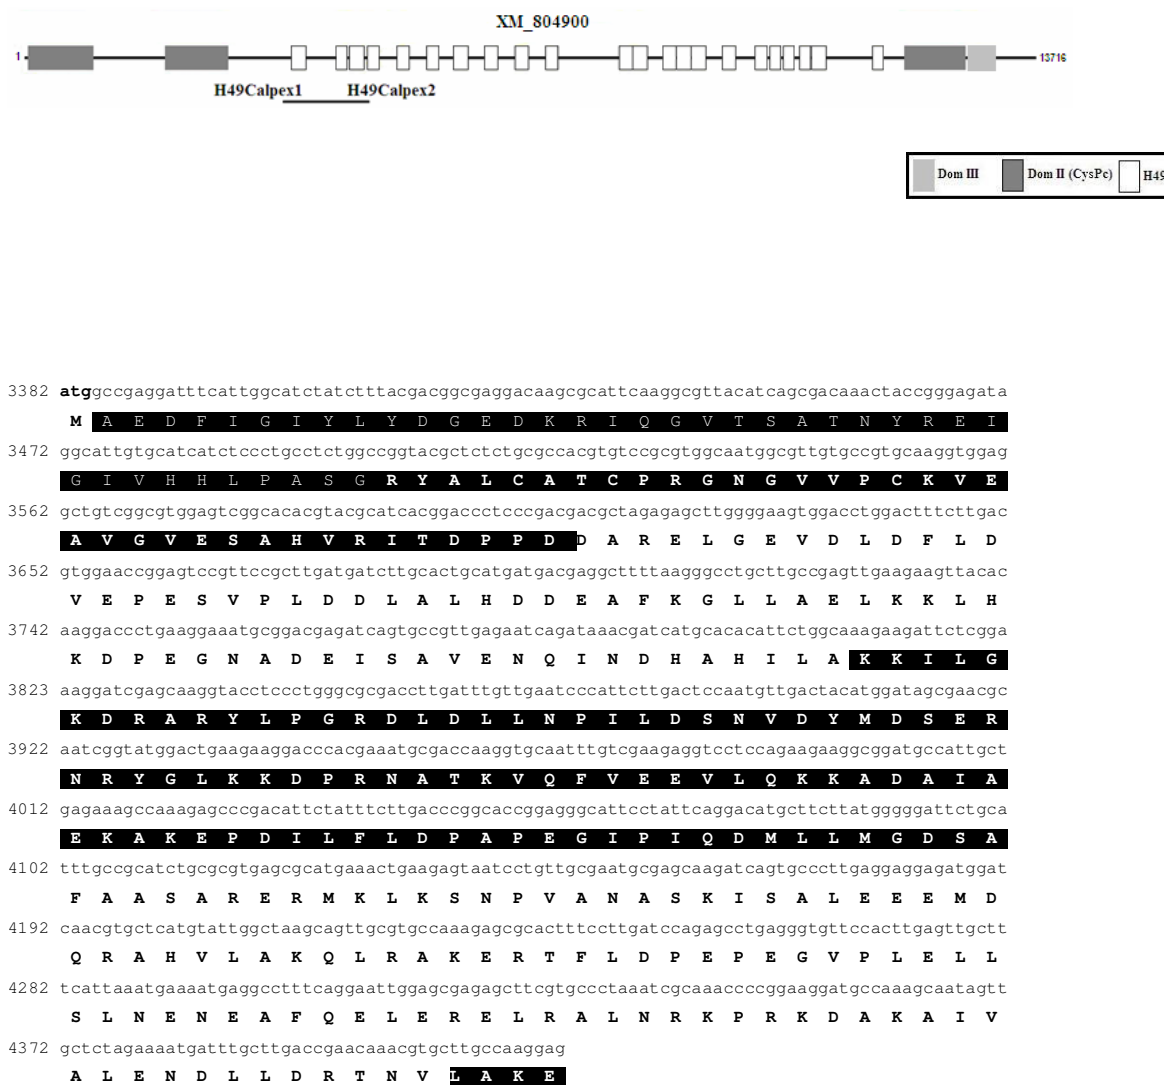 XM_804900
1 13716
H49Calpex1 H49Calpex2
Dom III Dom II (CysPc) H49
3382 atggccgaggatttcattggcatctatctttacgacggcgaggacaagcgcattcaaggcgttacatcagcgacaaactaccgggagata
M A E D F I G I Y L Y D G E D K R I Q G V T S A T N Y R E I
3472 ggcattgtgcatcatctccctgcctctggccggtacgctctctgcgccacgtgtccgcgtggcaatggcgttgtgccgtgcaaggtggag
G I V H H L P A S G R Y A L C A T C P R G N G V V P C K V E
3562 gctgtcggcgtggagtcggcacacgtacgcatcacggaccctcccgacgacgctagagagcttggggaagtggacctggactttcttgac
A V G V E S A H V R I T D P P D D A R E L G E V D L D F L D
3652 gtggaaccggagtccgttccgcttgatgatcttgcactgcatgatgacgaggcttttaagggcctgcttgccgagttgaagaagttacac
V E P E S V P L D D L A L H D D E A F K G L L A E L K K L H
3742 aaggaccctgaaggaaatgcggacgagatcagtgccgttgagaatcagataaacgatcatgcacacattctggcaaagaagattctcgga
K D P E G N A D E I S A V E N Q I N D H A H I L A K K I L G
3823 aaggatcgagcaaggtacctccctgggcgcgaccttgatttgttgaatcccattcttgactccaatgttgactacatggatagcgaacgc
K D R A R Y L P G R D L D L L N P I L D S N V D Y M D S E R
3922 aatcggtatggactgaagaaggacccacgaaatgcgaccaaggtgcaatttgtcgaagaggtcctccagaagaaggcggatgccattgct
N R Y G L K K D P R N A T K V Q F V E E V L Q K K A D A I A
4012 gagaaagccaaagagcccgacattctatttcttgacccggcaccggagggcattcctattcaggacatgcttcttatgggggattctgca
E K A K E P D I L F L D P A P E G I P I Q D M L L M G D S A
4102 tttgccgcatctgcgcgtgagcgcatgaaactgaagagtaatcctgttgcgaatgcgagcaagatcagtgcccttgaggaggagatggat
F A A S A R E R M K L K S N P V A N A S K I S A L E E E M D
4192 caacgtgctcatgtattggctaagcagttgcgtgccaaagagcgcactttccttgatccagagcctgagggtgttccacttgagttgctt
Q R A H V L A K Q L R A K E R T F L D P E P E G V P L E L L
4282 tcattaaatgaaaatgaggcctttcaggaattggagcgagagcttcgtgccctaaatcgcaaaccccggaaggatgccaaagcaatagtt
S L N E N E A F Q E L E R E L R A L N R K P R K D A K A I V
4372 gctctagaaaatgatttgcttgaccgaacaaacgtgcttgccaaggag
A L E N D L L D R T N V L A K E